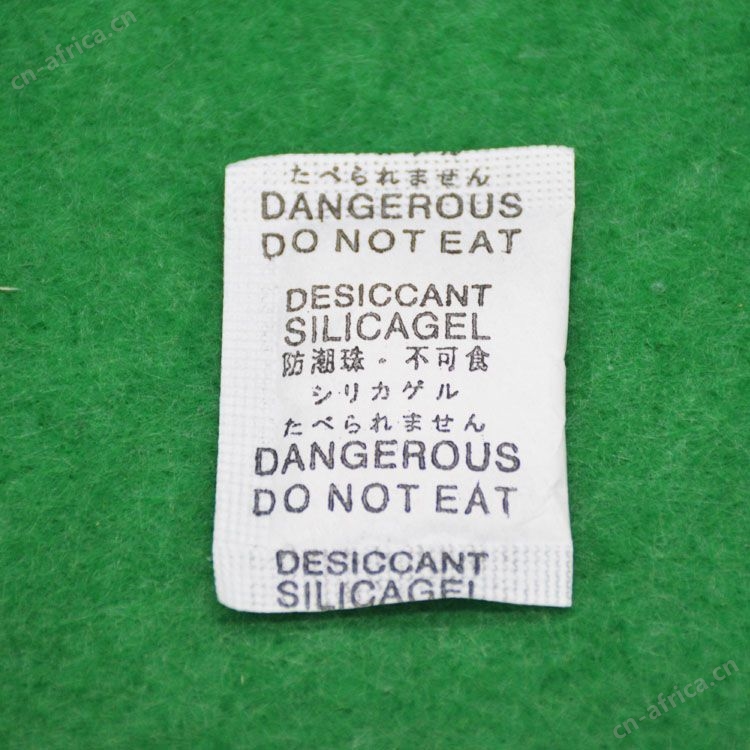 cn-africa.cn
たべられません
DANGEROUS
DO NOT EAT
DESICCANT
SILICAGEL
防潮珠。不可食
シリカゲル
たべられません
DANGEROUS
DO NOT EAT
DESICCANT
SILICAGEL
cn-africa.cn